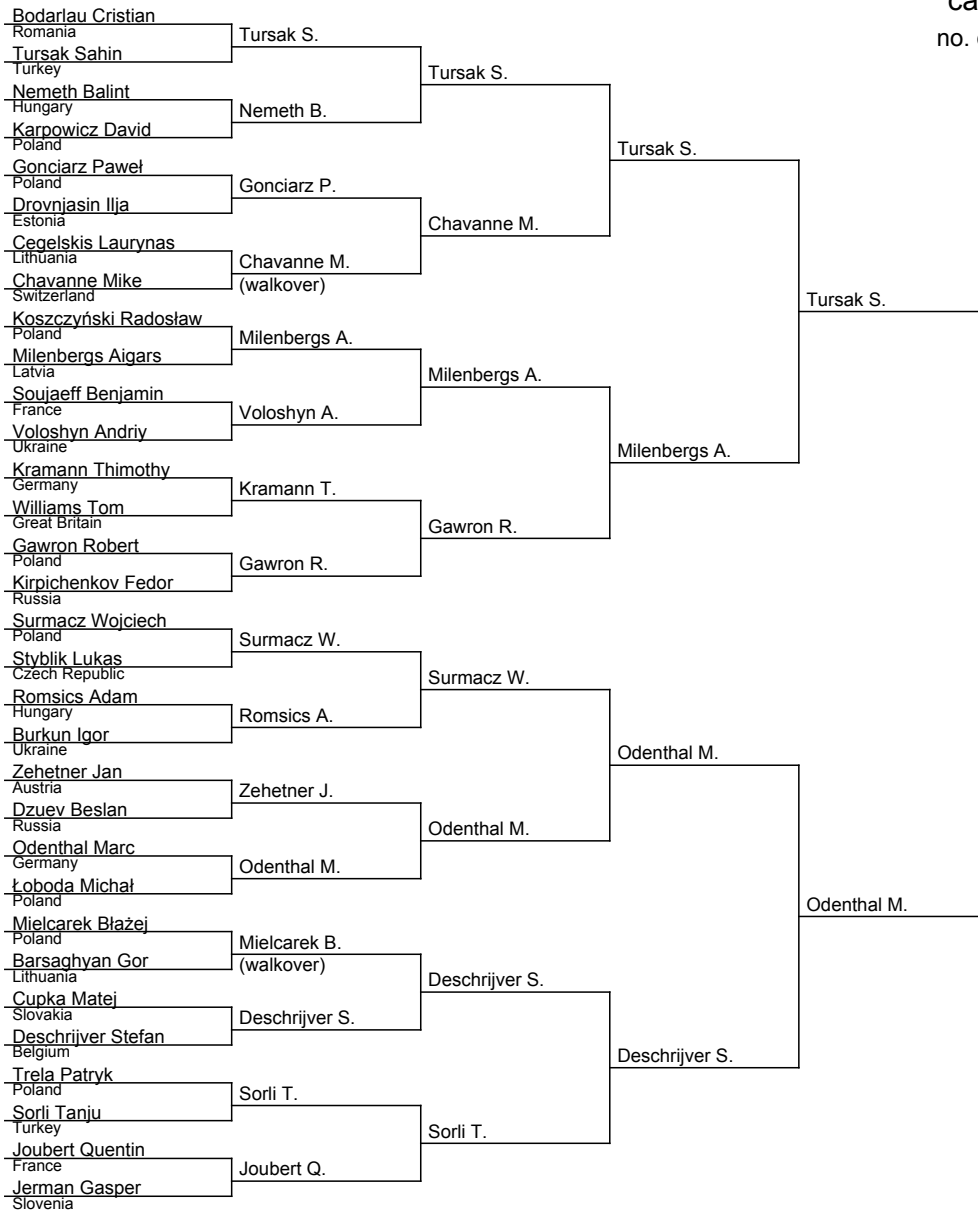 ca
no.
Bodarlau Cristian
Romania
Tursak Sahin
Turkey
Nemeth Balint
Hungary
Karpowicz David
Poland
Gonciarz Paweł
Poland
Drovnjasin Ilja
Estonia
Cegelskis Laurynas
Lithuania
Chavanne Mike
Switzerland
Koszczyński Radosław
Poland
Milenbergs Aigars
Latvia
Soujaeff Benjamin
France
Voloshyn Andriy
Ukraine
Kramann Thimothy
Germany
Williams Tom
Great Britain
Gawron Robert
Poland
Kirpichenkov Fedor
Russia
Surmacz Wojciech
Poland
Styblik Lukas
Czech Republic
Romsics Adam
Hungary
Burkun Igor
Ukraine
Zehetner Jan
Austria
Dzuev Beslan
Russia
Odenthal Marc
Germany
Łoboda Michał
Poland
Mielcarek Błażej
Poland
Barsaghyan Gor
Lithuania
Cupka Matej
Slovakia
Deschrijver Stefan
Belgium
Trela Patryk
Poland
Sorli Tanju
Turkey
Joubert Quentin
France
Jerman Gasper
Slovenia
Tursak S.
Nemeth B.
Gonciarz P.
Chavanne M.
(walkover)
Milenbergs A.
Voloshyn A.
Kramann T.
Gawron R.
Surmacz W.
Romsics A.
Zehetner J.
Odenthal M.
Mielcarek B.
(walkover)
Deschrijver S.
Sorli T.
Joubert Q.
Tursak S.
Chavanne M.
Milenbergs A.
Gawron R.
Surmacz W.
Odenthal M.
Deschrijver S.
Sorli T.
Tursak S.
Milenbergs A.
Odenthal M.
Deschrijver S.
Tursak S.
Odenthal M.